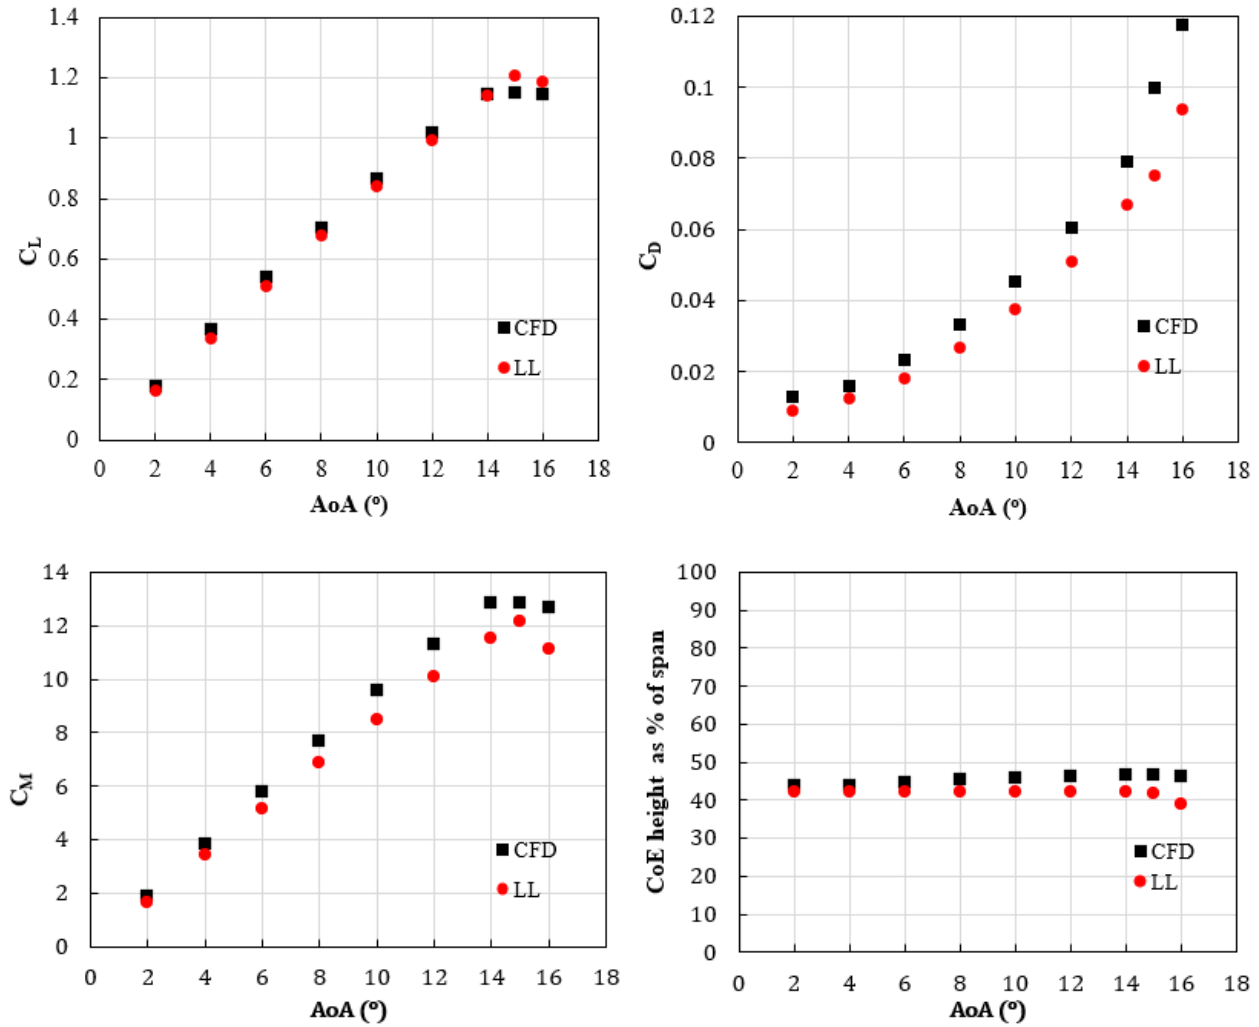 1.4
1.2
1
0.8
0.6
0.4
0.2
0
C_L
0 2 4 6 8 10 12 14 16 18
AoA (º)
CFD
LL
0.12
0.1
0.08
0.06
0.04
0.02
0
C_D
0 2 4 6 8 10 12 14 16 18
AoA (º)
CFD
LL
14
12
10
8
6
4
2
0
C_M
0 2 4 6 8 10 12 14 16 18
AoA (º)
CFD
LL
100
90
80
70
60
50
40
30
20
10
0
CoE height as % of span
0 2 4 6 8 10 12 14 16 18
AoA (º)
CFD
LL